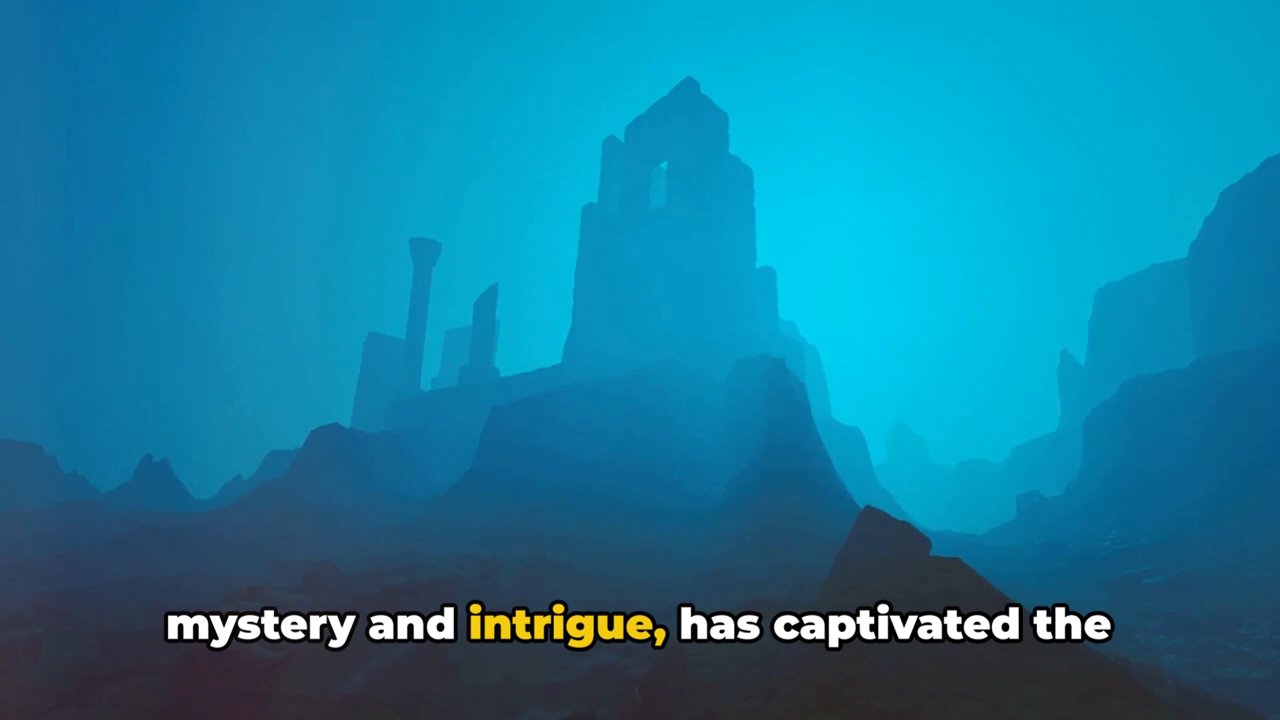 mystery and intrigue, has captivated the